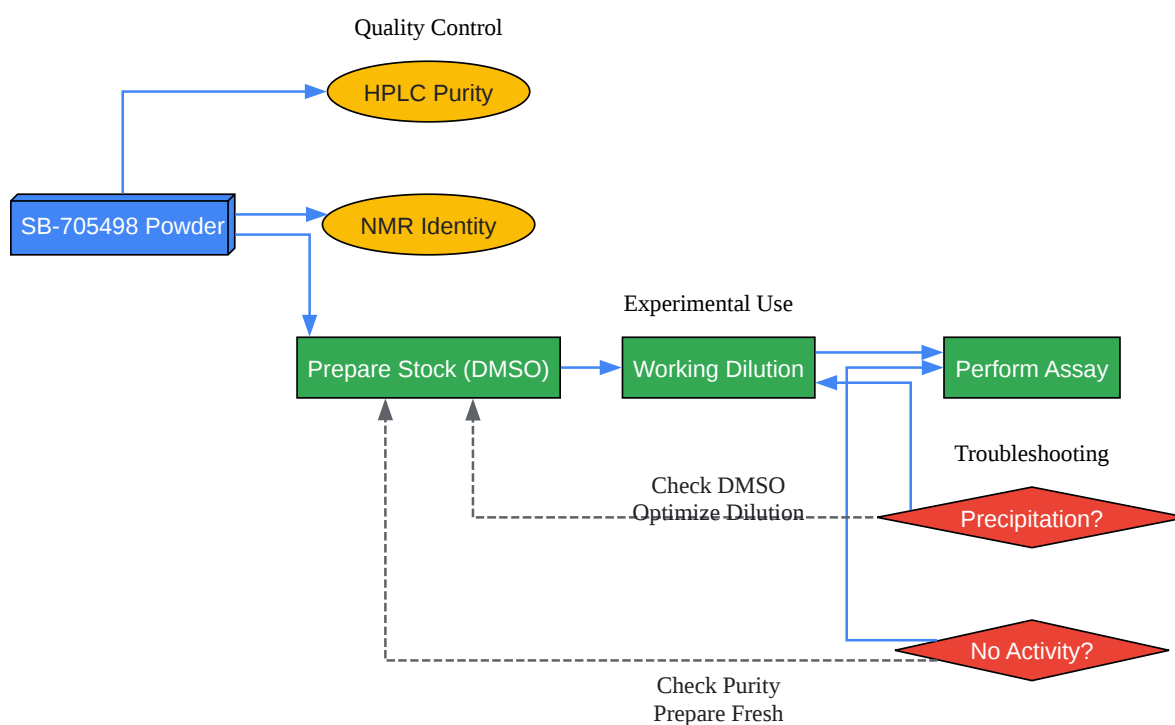 Quality Control
HPLC Purity
SB-705498 Powder
NMR Identity
Experimental Use
Prepare Stock (DMSO)
Working Dilution
Perform Assay
Troubleshooting
Check DMSO
Optimize Dilution
Precipitation?
No Activity?
Check Purity
Prepare Fresh